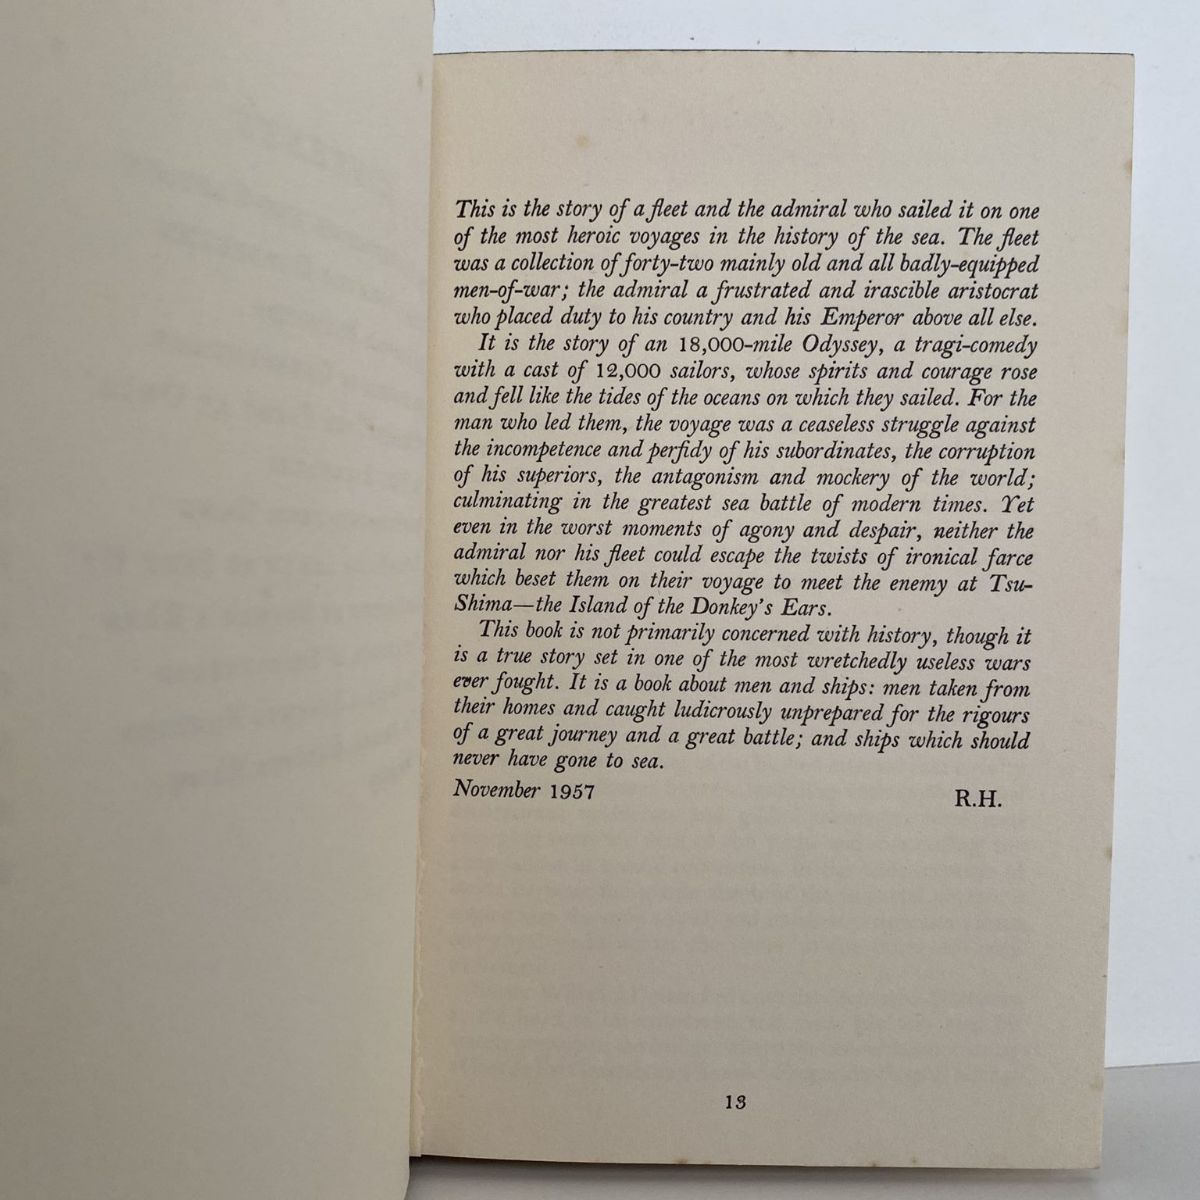 This is the story of a fleet and the admiral who sailed it on one
of the most heroic voyages in the history of the sea. The fleet
was a collection of forty-two mainly old and all badly-equipped
men-of-war; the admiral a frustrated and irascible aristocrat
who placed duty to his country and his Emperor above all else.
It is the story of an 18,000-mile Odyssey, a tragi-comedy
with a cast of 12,000 sailors, whose spirits and courage rose
and fell like the tides of the oceans on which they sailed. For the
man who led them, the voyage was a ceaseless struggle against
the incompetence and perfidy of his subordinates, the corruption
of his superiors, the antagonism and mockery of the world;
culminating in the greatest sea battle of modern times. Yet
even in the worst moments of agony and despair, neither the
admiral nor his fleet could escape the twists of ironical farce
which beset them on their voyage to meet the enemy at Tsu-
Shima—the Island of the Donkey's Ears.
This book is not primarily concerned with history, though it
is a true story set in one of the most wretchedly useless wars
ever fought. It is a book about men and ships: men taken from
their homes and caught ludicrously unprepared for the rigours
of a great journey and a great battle; and ships which should
never have gone to sea.
November 1957 R.H.
13